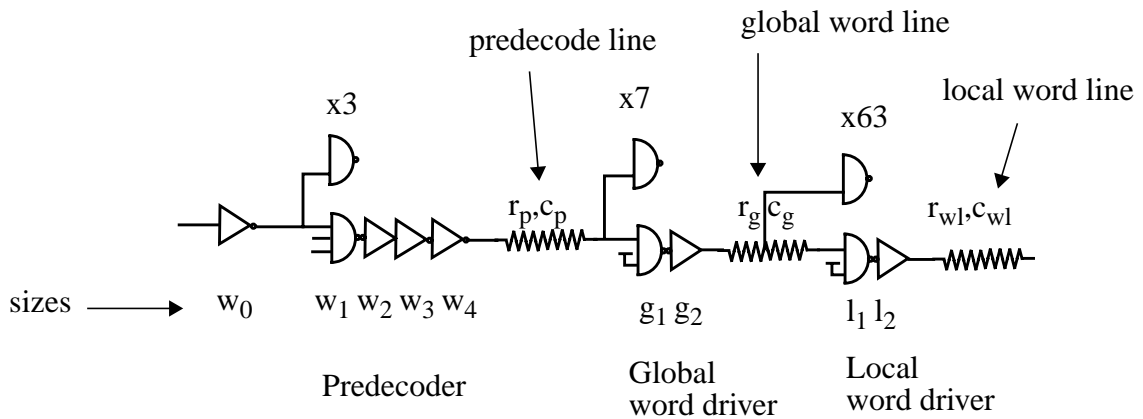 predecode line
global word line
local word line
x3
x7
x63
r_p,c_p
r_g c_g
r_wl,c_wl
sizes
w_0
w_1 w_2 w_3 w_4
g_1 g_2
l_1 l_2
Predecoder
Global
word driver
Local
word driver